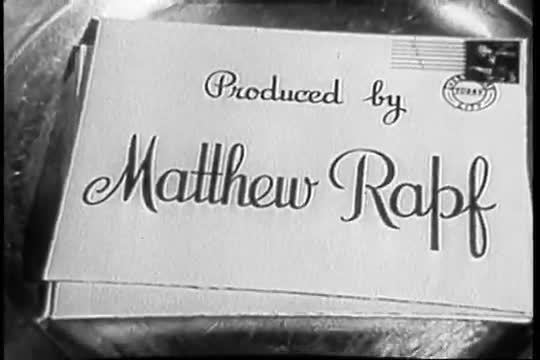 Produced by
Matthew Rapf